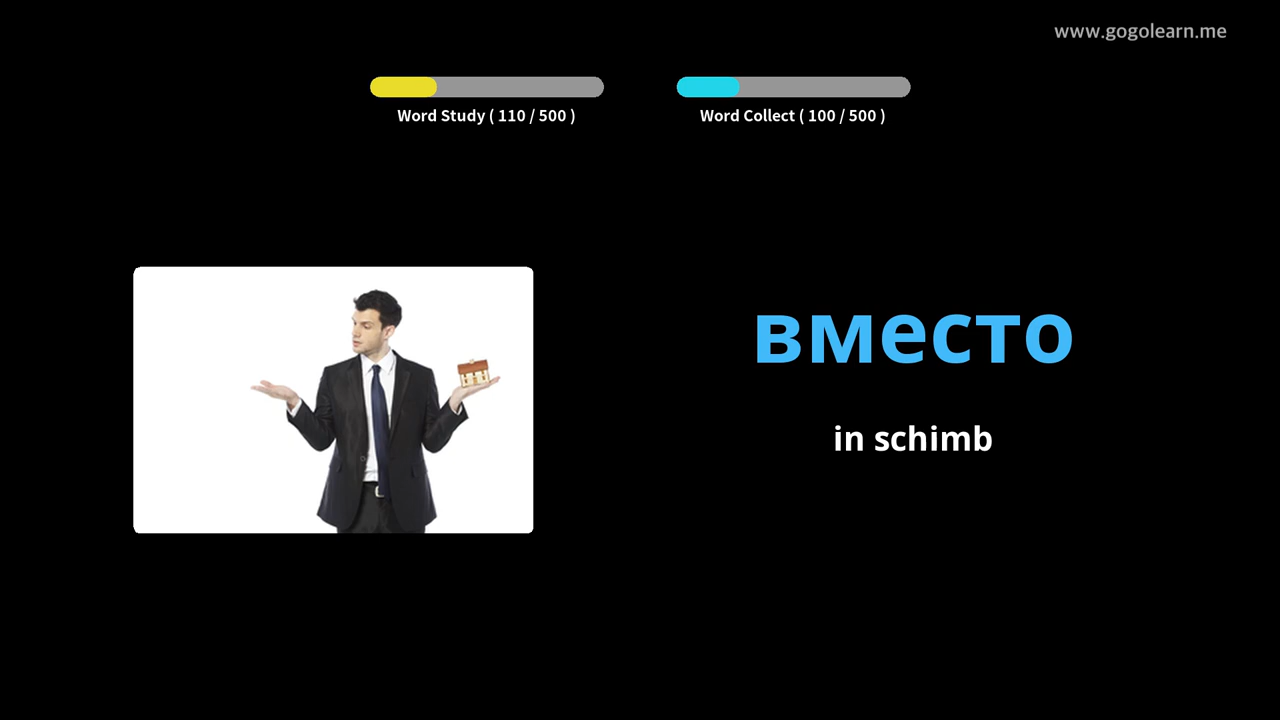 www.gogolearn.me
Word Study ( 110 / 500 )
Word Collect ( 100 / 500 )
вместо
in schimb